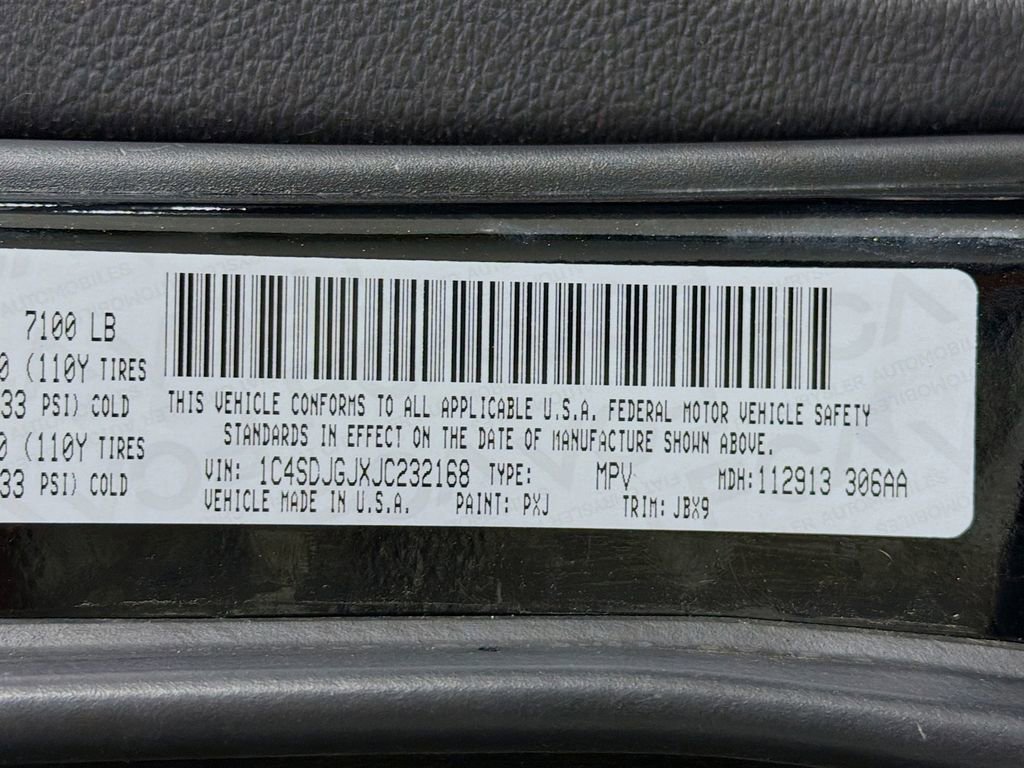 7100 LB
0 (110Y TIRES
33 PSI) COLD
0 (110Y TIRES
33 PSI) COLD
THIS VEHICLE CONFORMS TO ALL APPLICABLE U.S.A. FEDERAL MOTOR VEHICLE SAFETY
STANDARDS IN EFFECT ON THE DATE OF MANUFACTURE SHOWN ABOVE.
VIN: 1C4SDJGJXJC232168 TYPE: MPV MDH:112913 306AA
VEHICLE MADE IN U.S.A. PAINT: PXJ TRIM: JBX9